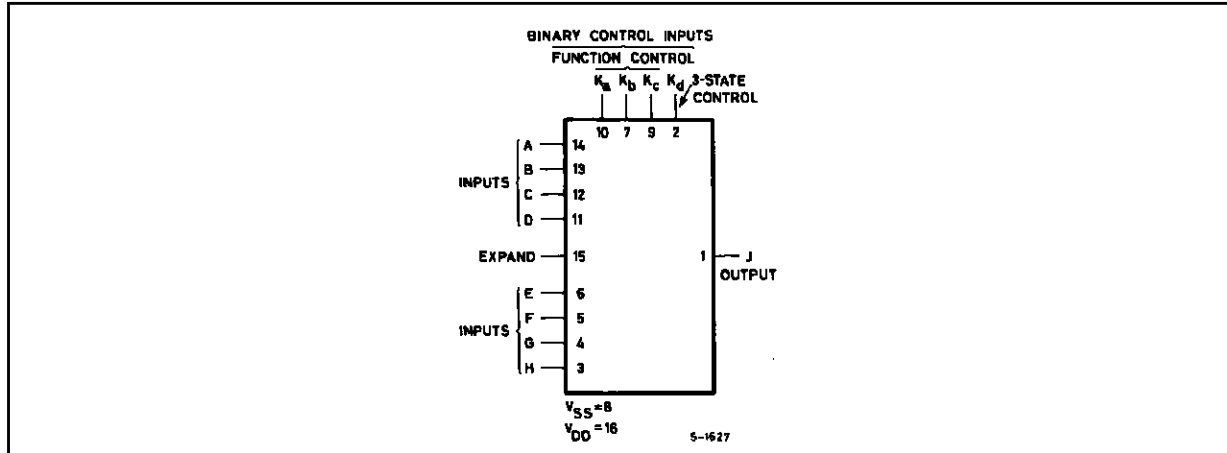 BINARY CONTROL INPUTS
FUNCTION CONTROL
Ka Kb Kc Kd 3-STATE
CONTROL
10 7 9 2
A 14
B 13
INPUTS
C 12
D 11
EXPAND 15 1 J
OUTPUT
E 6
F 5
INPUTS
G 4
H 3
VSS=8
VDD=16
S-1627